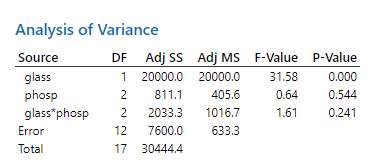 Analysis of Variance
Source DF Adj SS Adj MS F-Value P-Value
glass 1 20000.0 20000.0 31.58 0.000
phosp 2 811.1 405.6 0.64 0.544
glass*phosp 2 2033.3 1016.7 1.61 0.241
Error 12 7600.0 633.3
Total 17 30444.4